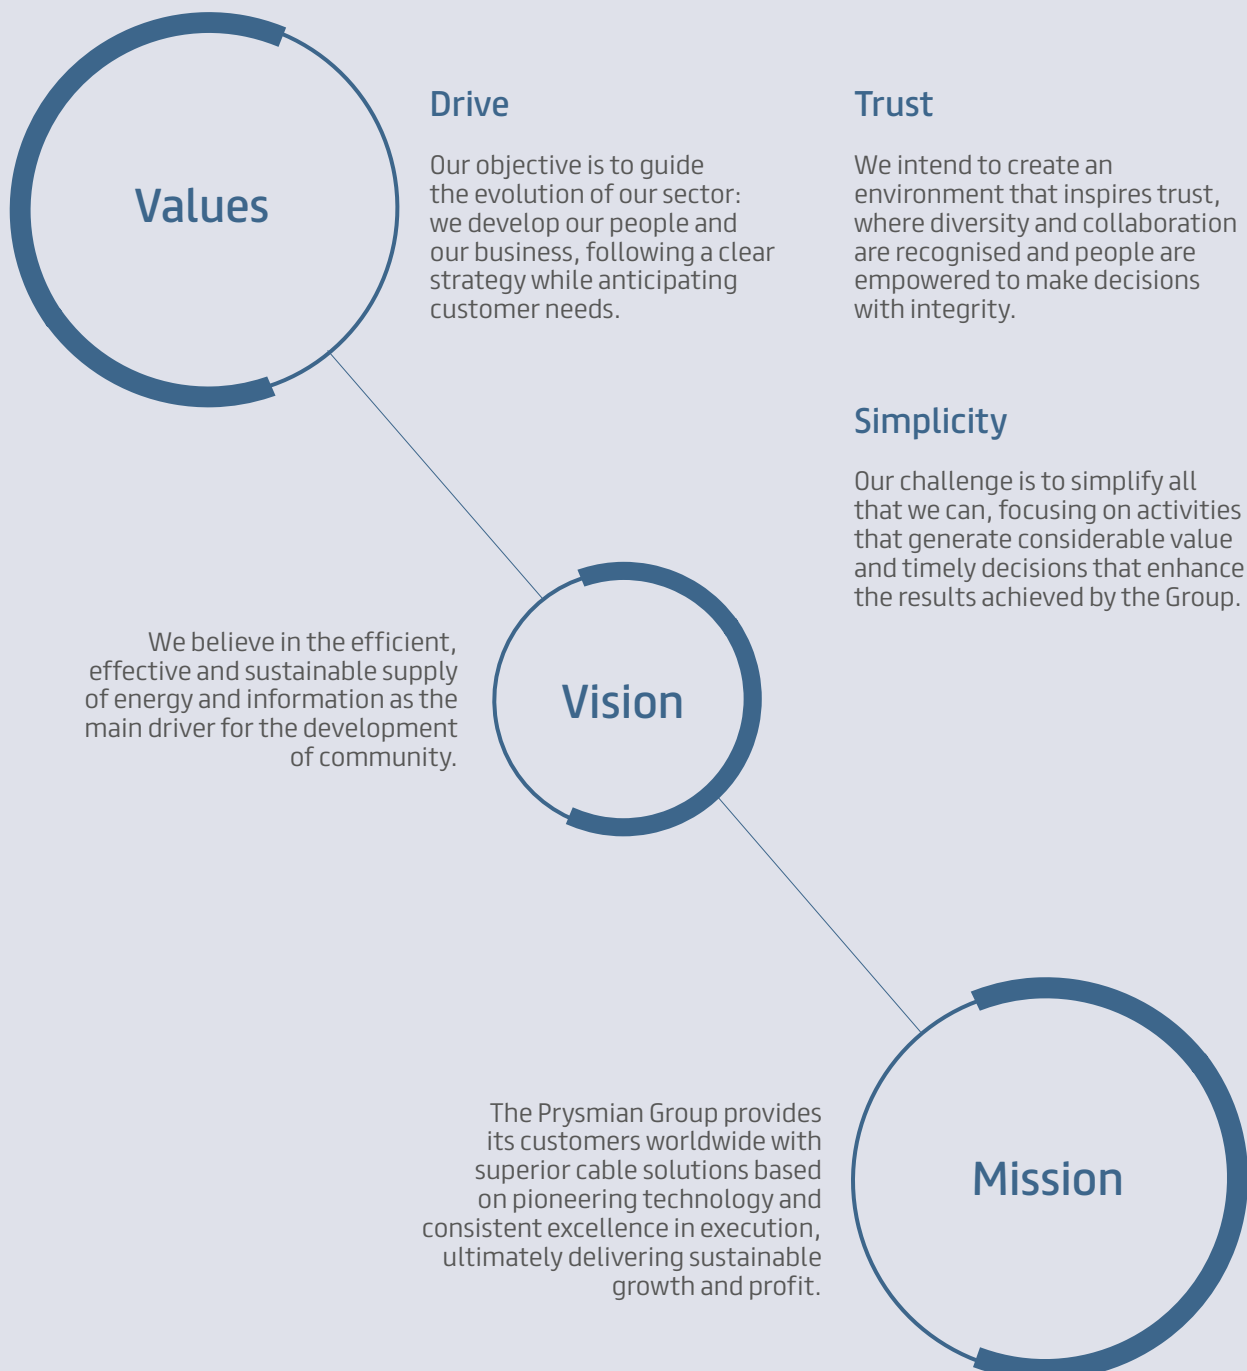 Values
Drive
Our objective is to guide
the evolution of our sector:
we develop our people and
our business, following a clear
strategy while anticipating
customer needs.
Trust
We intend to create an
environment that inspires trust,
where diversity and collaboration
are recognised and people are
empowered to make decisions
with integrity.
Simplicity
Our challenge is to simplify all
that we can, focusing on activities
that generate considerable value
and timely decisions that enhance
the results achieved by the Group.
We believe in the efficient,
effective and sustainable supply
of energy and information as the
main driver for the development
of community.
Vision
The Prysmian Group provides
its customers worldwide with
superior cable solutions based
on pioneering technology and
consistent excellence in execution,
ultimately delivering sustainable
growth and profit.
Mission